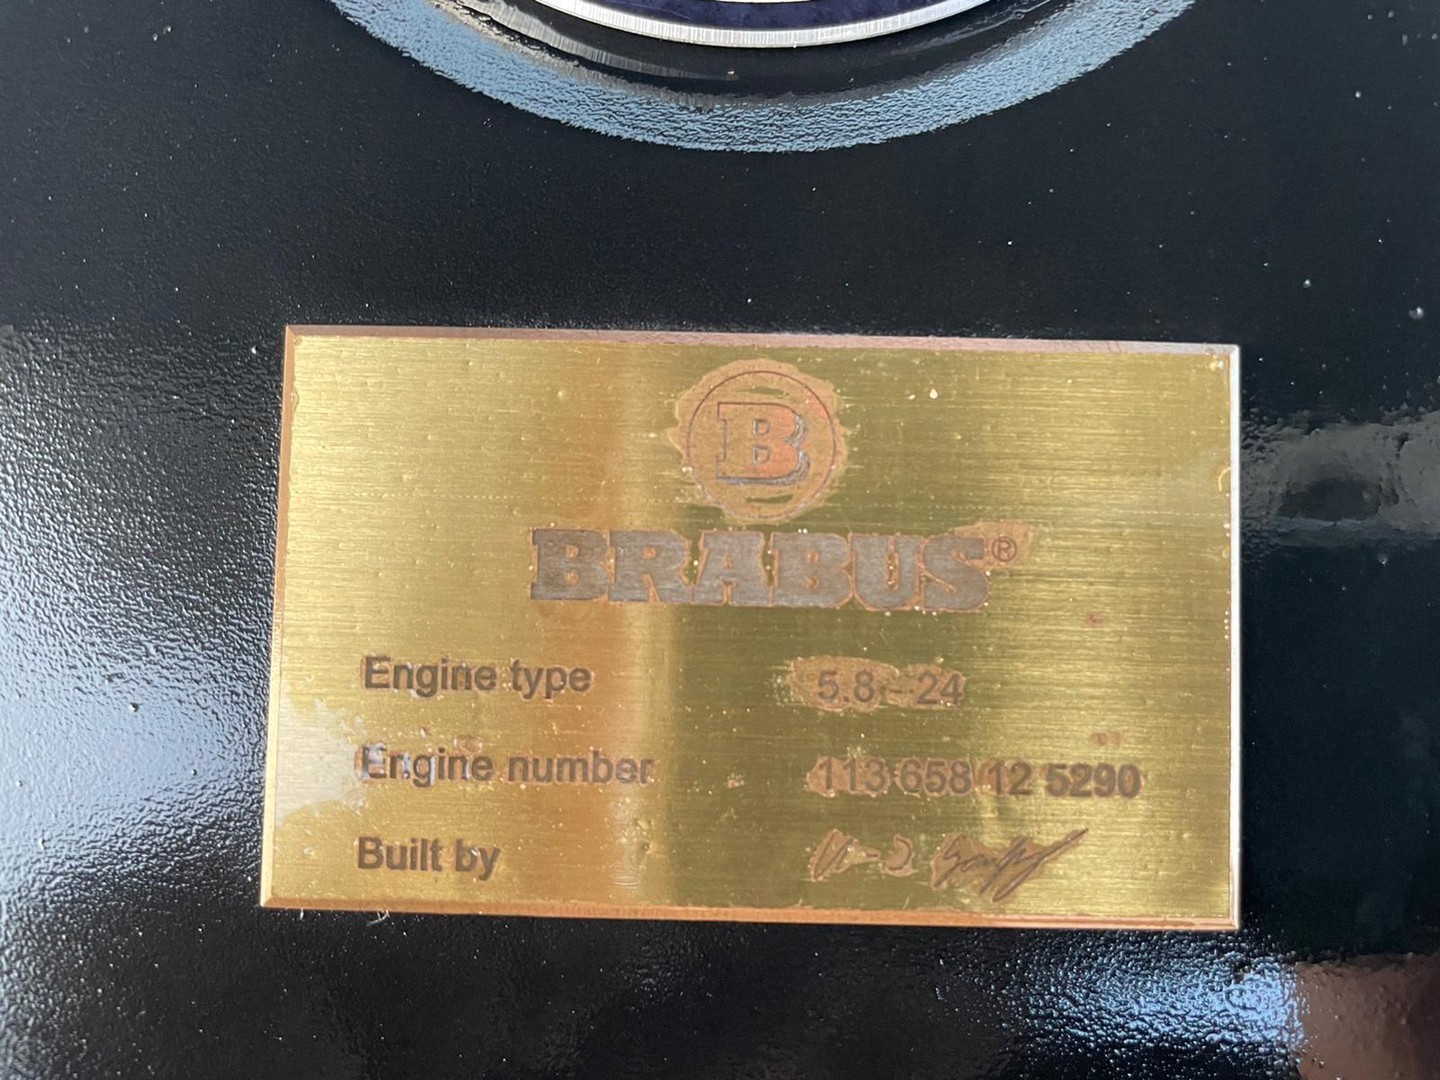 B
BRABUS®
Engine type 5.8 - 24
Engine number 113 658 12 5290
Built by